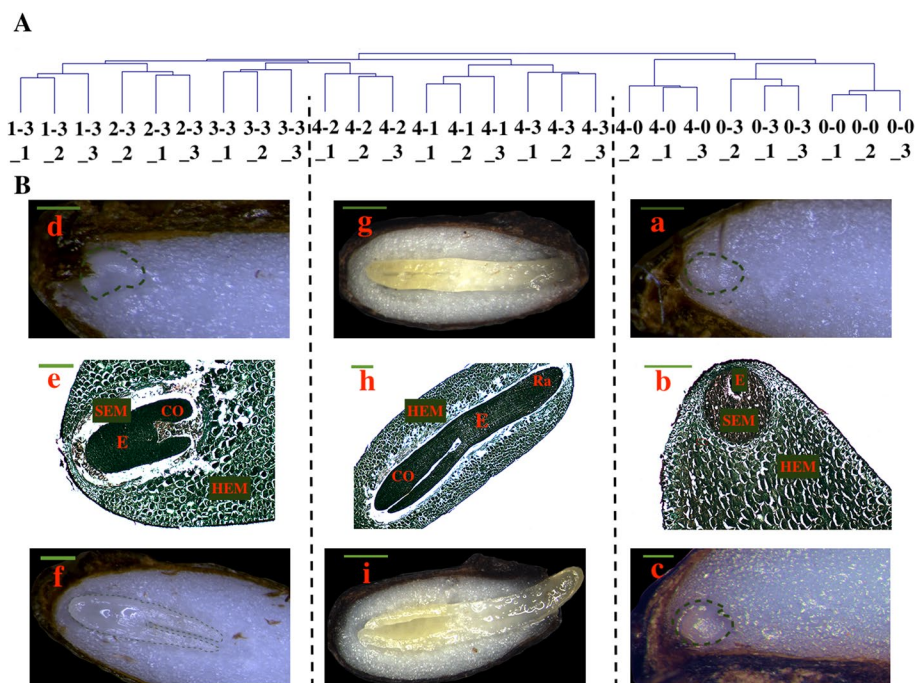 A
1-3 1-3 1-3 2-3 2-3 2-3 3-3 3-3 3-3 4-2 4-2 4-2 4-1 4-1 4-1 4-3 4-3 4-3 4-0 4-0 4-0 0-3 0-3 0-3 0-0 0-0 0-0
_1 _2 _3 _2 _1 _3 _1 _2 _3 _1 _2 _3 _1 _2 _3 _1 _2 _3 _2 _1 _3 _2 _1 _3 _1 _2 _3
B
d g a
e h b
Ra E
SEM CO HEM
E E SEM
CO
HEM HEM
f i c